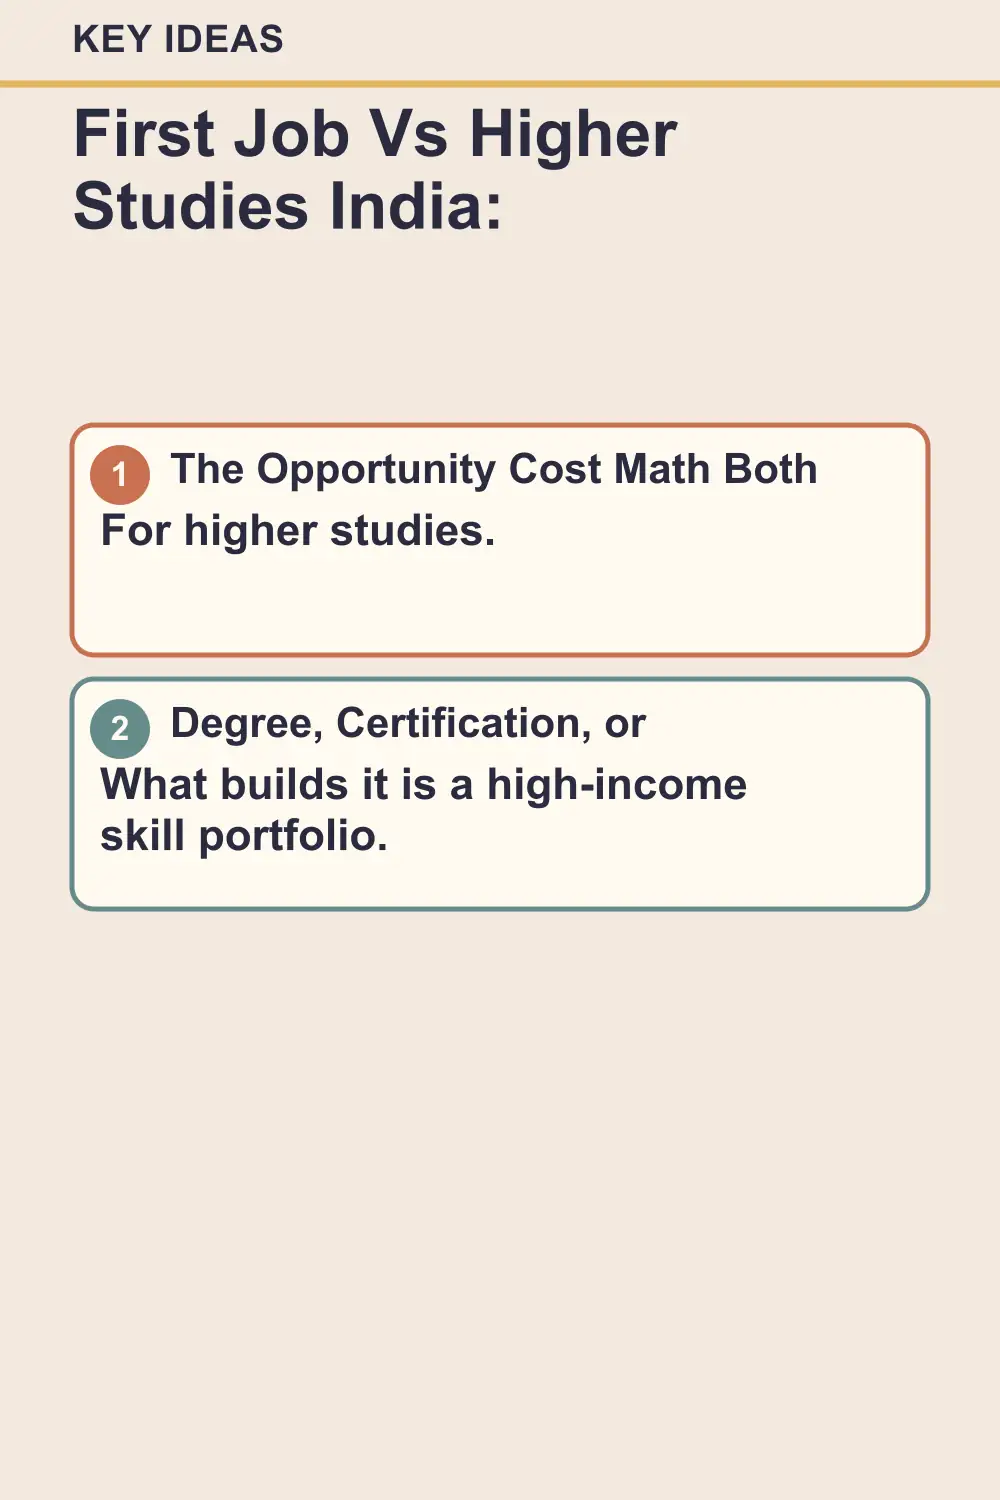 KEY IDEAS
First Job Vs Higher
Studies India:
1 The Opportunity Cost Math Both
For higher studies.
2 Degree, Certification, or
What builds it is a high-income
skill portfolio.